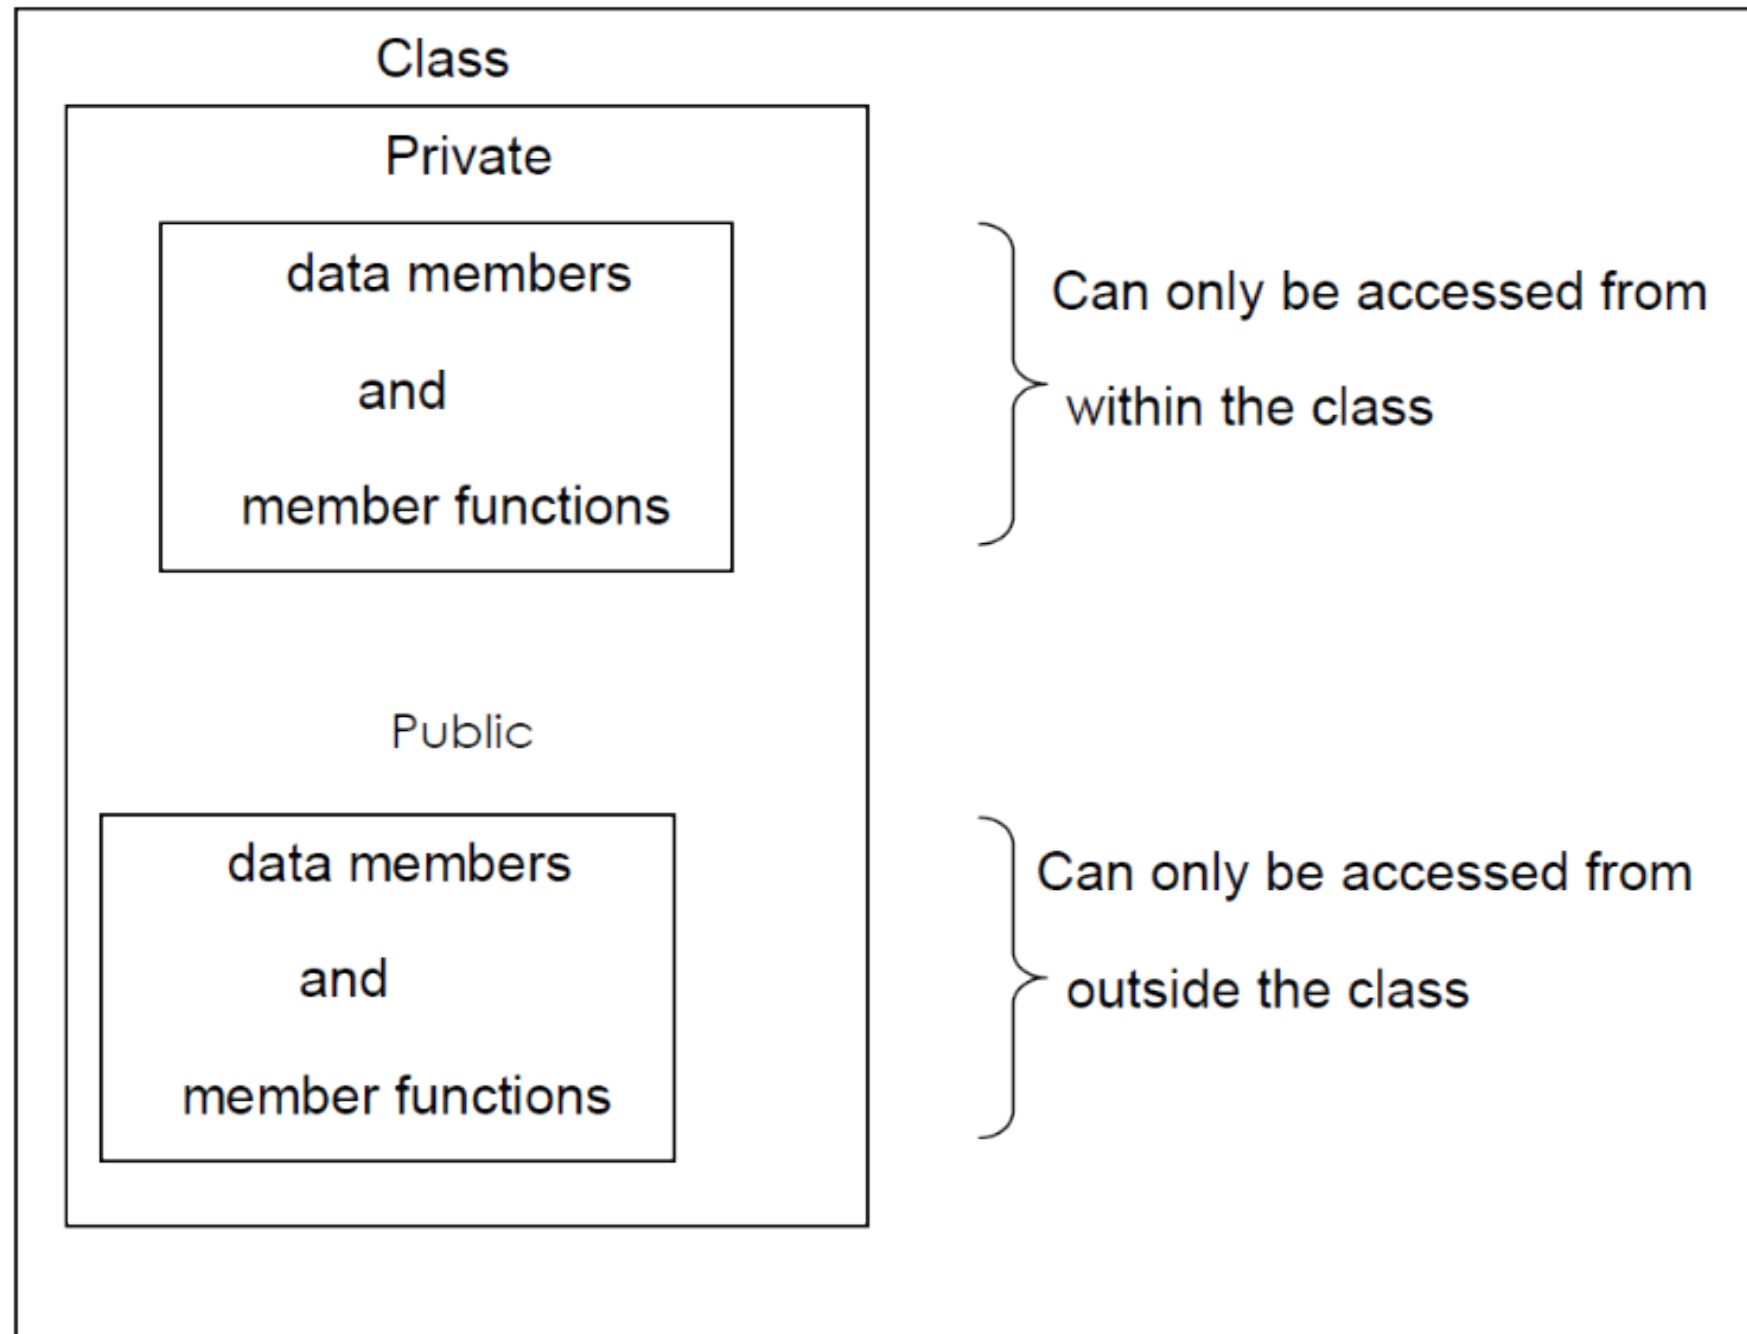 Class
Private
data members
and
member functions
Can only be accessed from
within the class
Public
data members
and
member functions
Can only be accessed from
outside the class